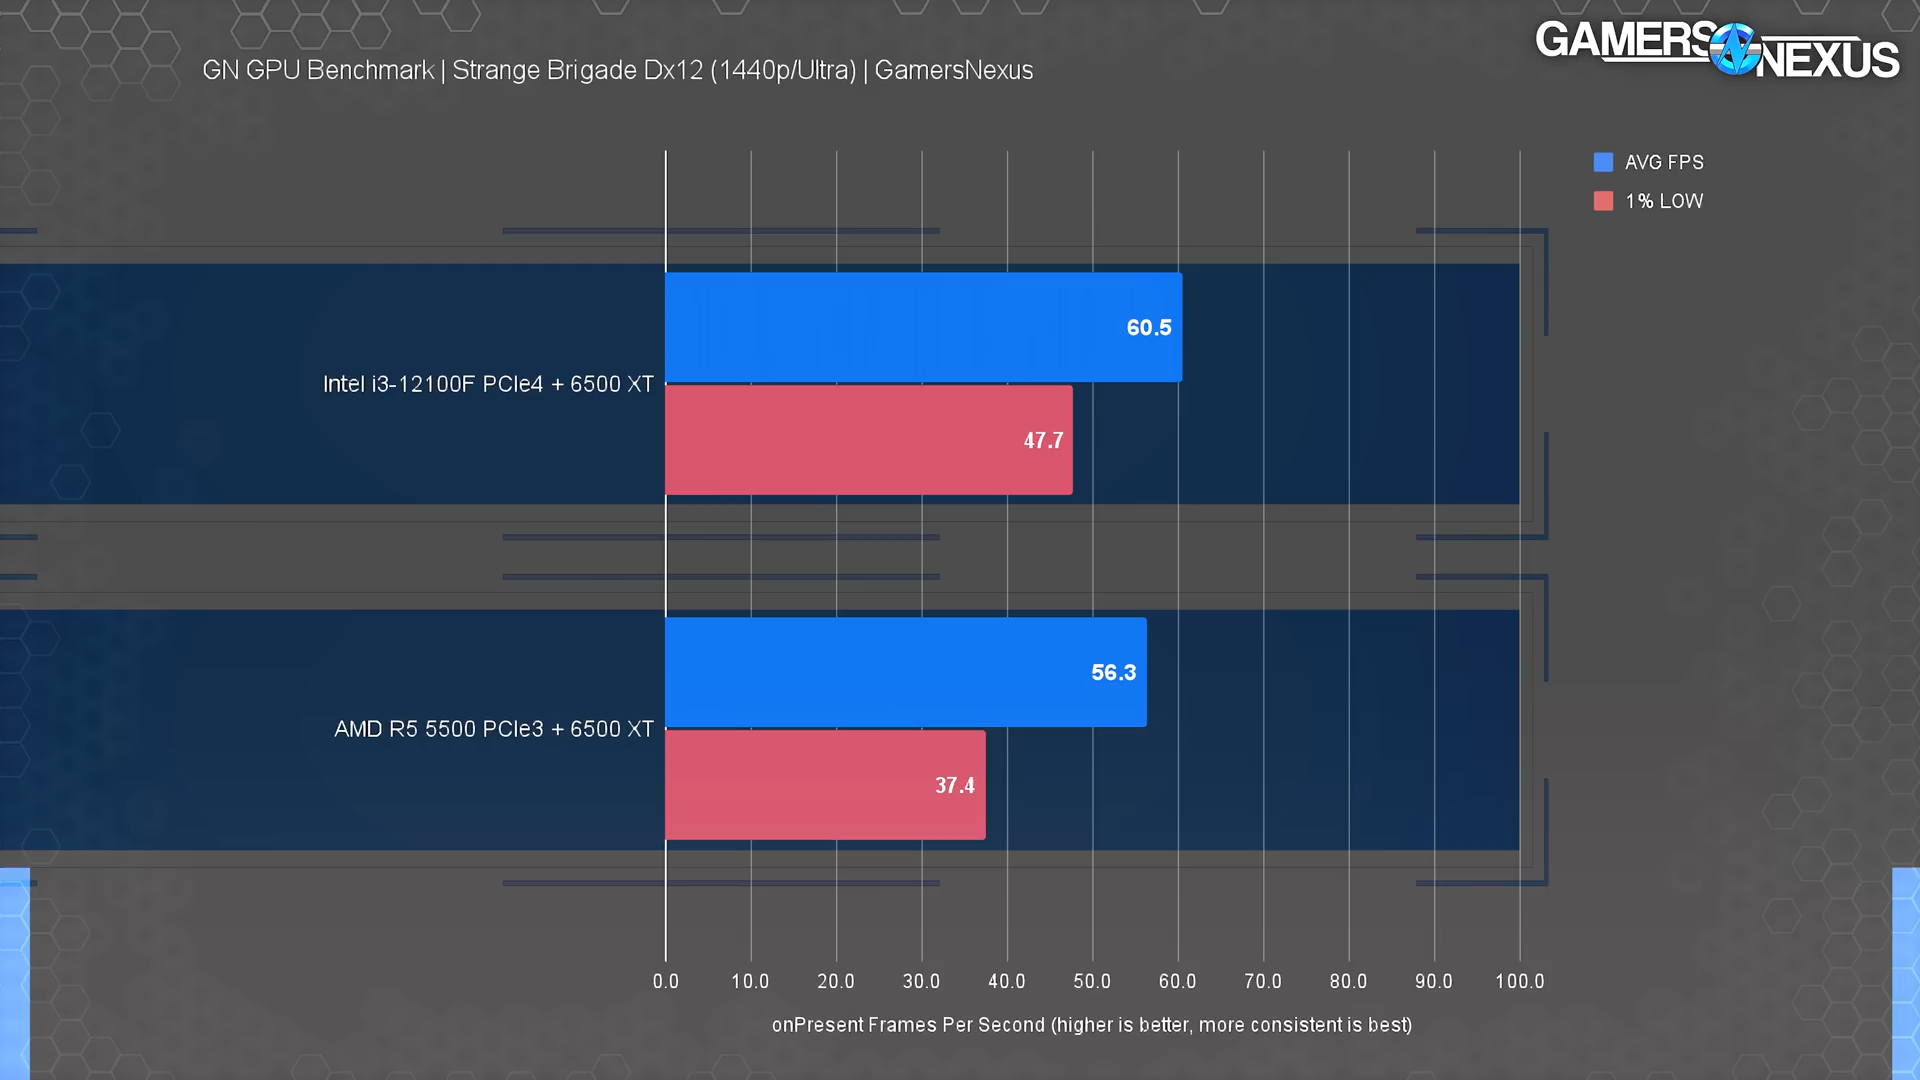 GAMERS NEXUS
GN GPU Benchmark | Strange Brigade Dx12 (1440p/Ultra) | GamersNexus
AVG FPS
1% LOW
Intel i3-12100F PCIe4 + 6500 XT
60.5
47.7
AMD R5 5500 PCIe3 + 6500 XT
56.3
37.4
0.0 10.0 20.0 30.0 40.0 50.0 60.0 70.0 80.0 90.0 100.0
onPresent Frames Per Second (higher is better, more consistent is best)